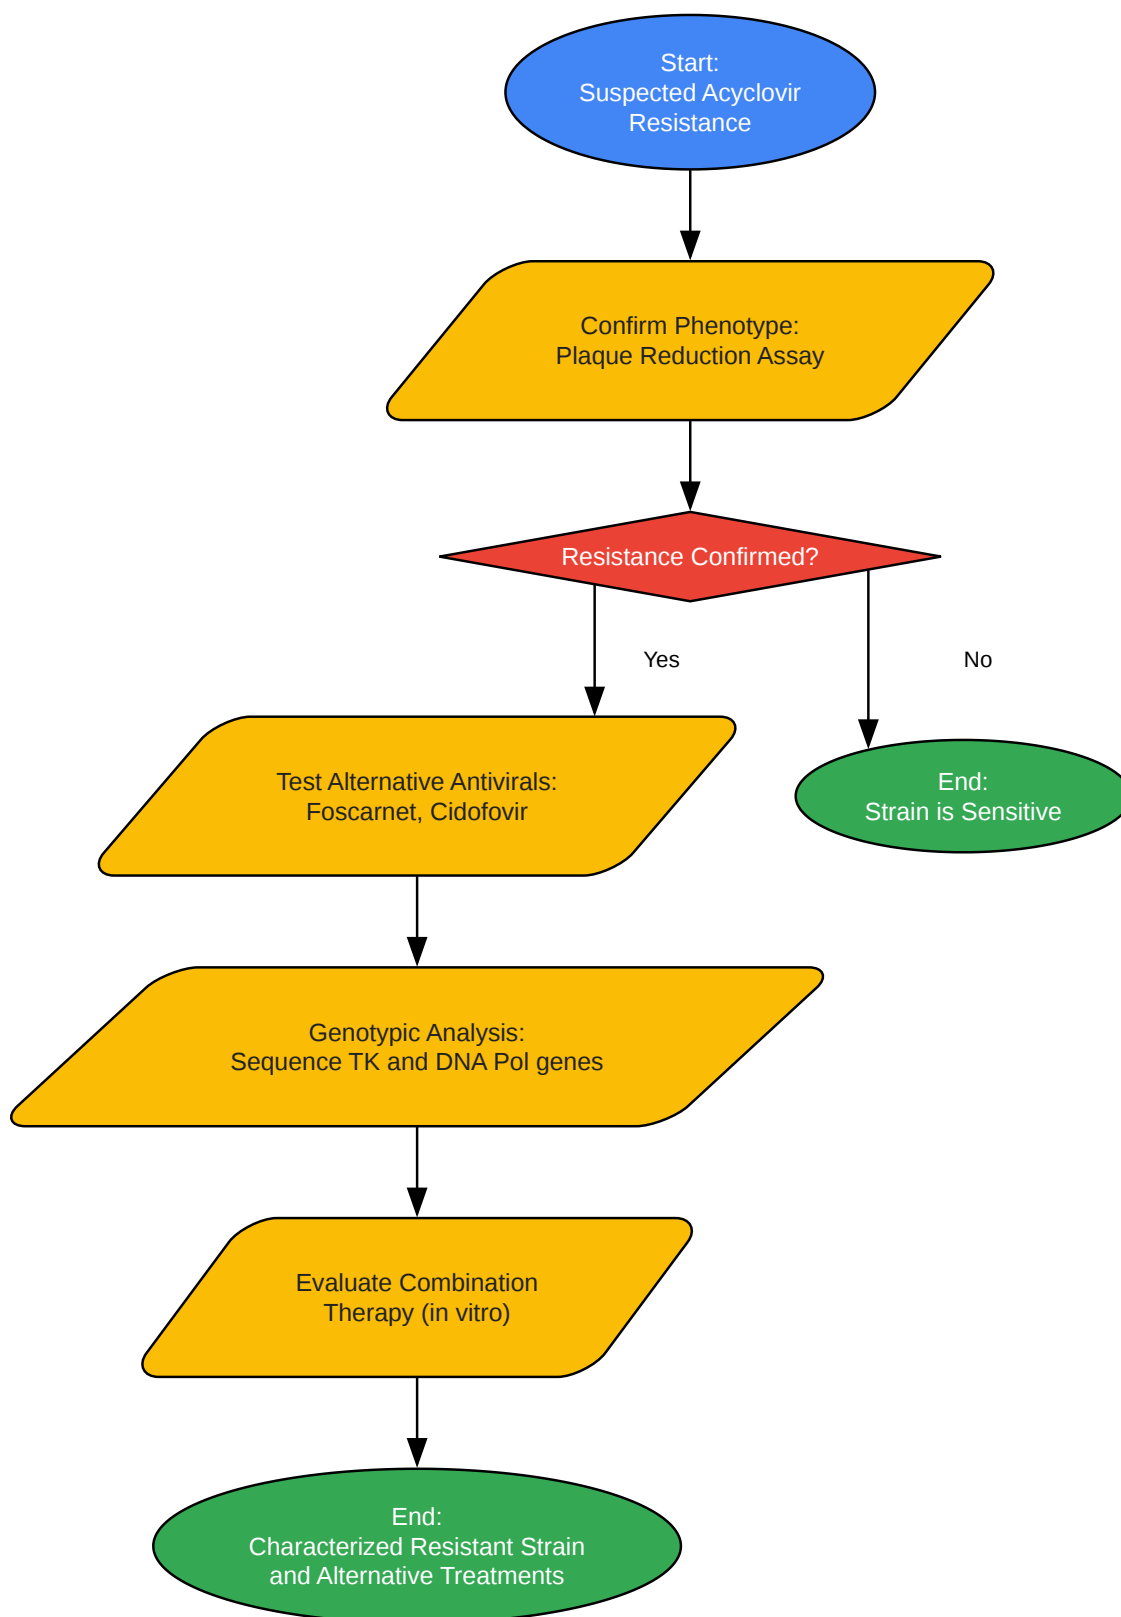 Start:
Suspected Acyclovir
Resistance
Confirm Phenotype:
Plaque Reduction Assay
Resistance Confirmed?
Yes
No
Test Alternative Antivirals:
Foscarnet, Cidofovir
End:
Strain is Sensitive
Genotypic Analysis:
Sequence TK and DNA Pol genes
Evaluate Combination
Therapy (in vitro)
End:
Characterized Resistant Strain
and Alternative Treatments